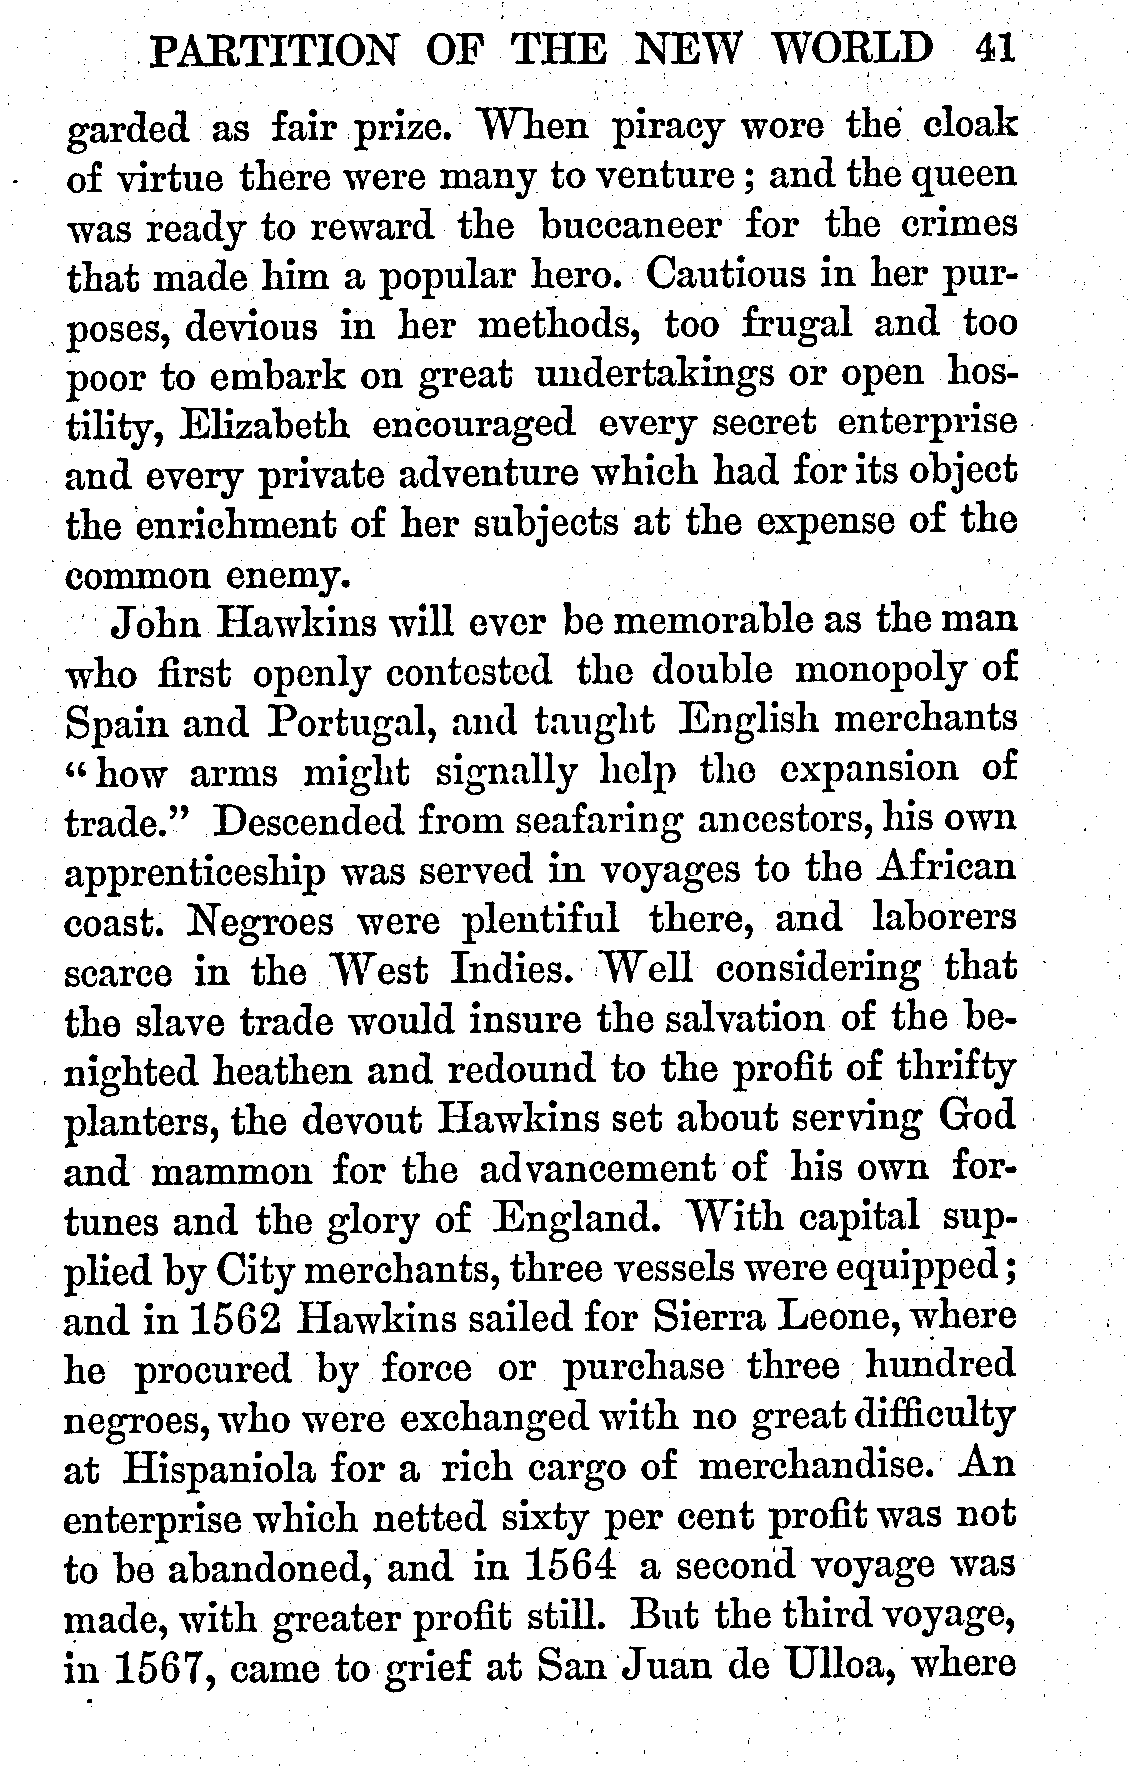 PARTITION OF THE NEW WORLD 41
garded as fair prize. When piracy wore the cloak
of virtue there were many to venture; and the queen
was ready to reward the buccaneer for the crimes
that made him a popular hero. Cautious in her pur-
poses, devious in her methods, too frugal and too
poor to embark on great undertakings or open hos-
tility, Elizabeth encouraged every secret enterprise
and every private adventure which had for its object
the enrichment of her subjects at the expense of the
common enemy.
John Hawkins will ever be memorable as the man
who first openly contested the double monopoly of
Spain and Portugal, and taught English merchants
“how arms might signally help the expansion of
trade.” Descended from seafaring ancestors, his own
apprenticeship was served in voyages to the African
coast. Negroes were plentiful there, and laborers
scarce in the West Indies. Well considering that
the slave trade would insure the salvation of the be-
nighted heathen and redound to the profit of thrifty
planters, the devout Hawkins set about serving God
and mammon for the advancement of his own for-
tunes and the glory of England. With capital sup-
plied by City merchants, three vessels were equipped;
and in 1562 Hawkins sailed for Sierra Leone, where
he procured by force or purchase three hundred
negroes, who were exchanged with no great difficulty
at Hispaniola for a rich cargo of merchandise. An
enterprise which netted sixty per cent profit was not
to be abandoned, and in 1564 a second voyage was
made, with greater profit still. But the third voyage,
in 1567, came to grief at San Juan de Ulloa, where